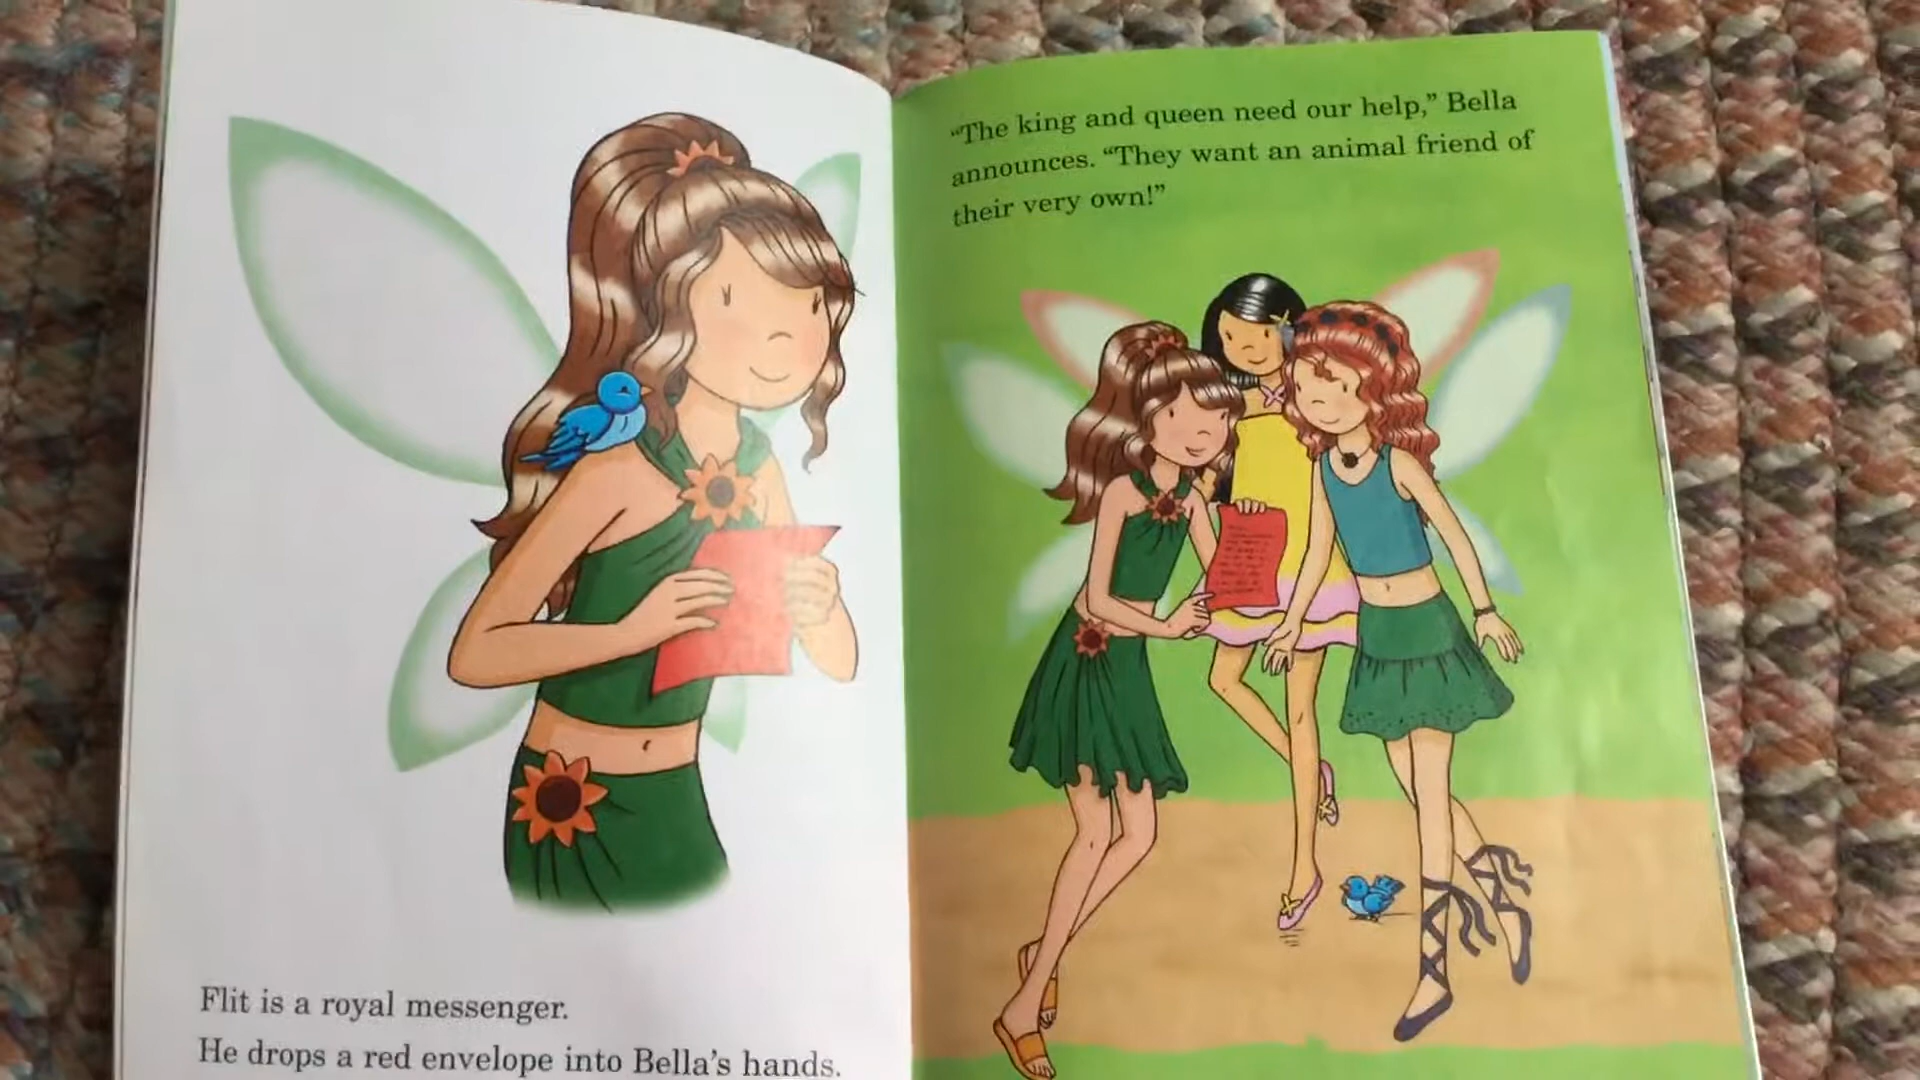 Flit is a royal messenger.
He drops a red envelope into Bella's hands.
“The king and queen need our help,” Bella
announces. “They want an animal friend of
their very own!”